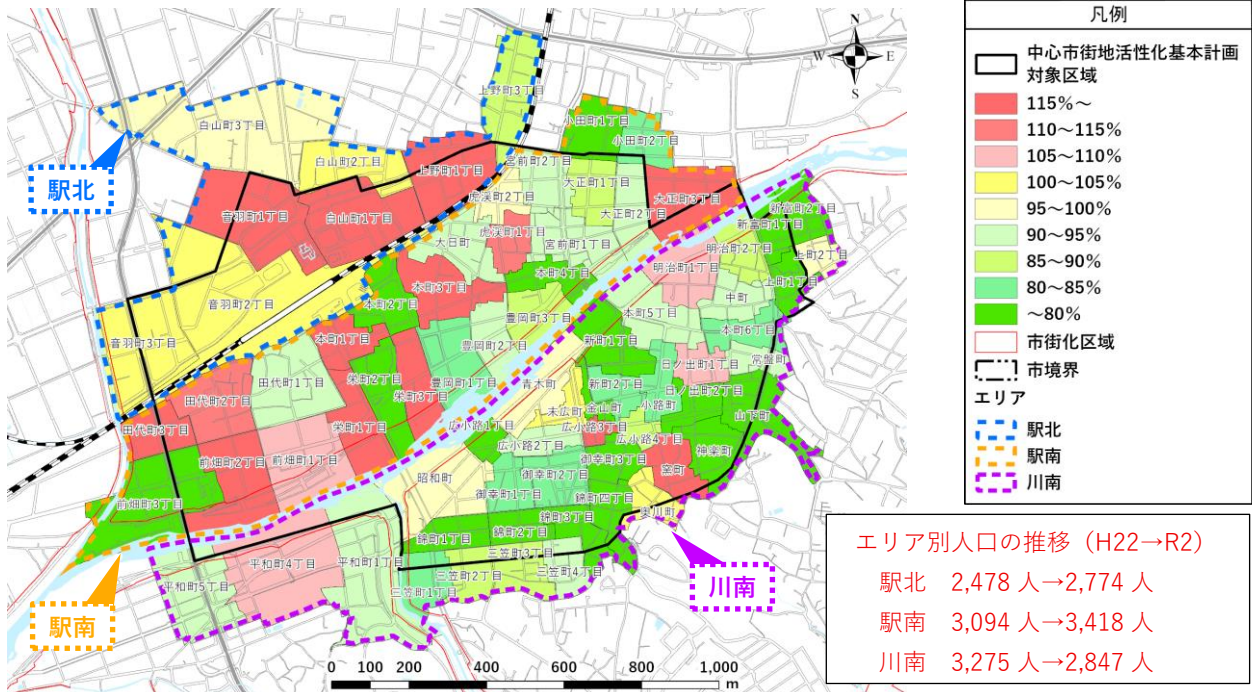 N
W
E
S
上野町3丁目
小田町1丁目
小田町2丁目
白山町3丁目
駅北
白山町2丁目
上野町1丁目
宮前町2丁目
大正町1丁目
虎渓町2丁目
大正町3丁目
音羽町1丁目
白山町1丁目
大正町2丁目
新富町2丁目
新富町1丁目
虎渓町1丁目
大日町
宮前町1丁目
明治町2丁目
上町2丁目
明治町1丁目
本町4丁目
上町1丁目
本町3丁目
中町
音羽町2丁目
本町2丁目
豊岡町3丁目
本町5丁目
本町6丁目
音羽町3丁目
本町1丁目
豊岡町2丁目
新町1丁目
常盤町
日ノ出町1丁目
田代町1丁目
栄町2丁目
豊岡町1丁目
青木町
新町2丁目
日ノ出町2丁目
栄町3丁目
末広町
金山町
小路町
山下町
田代町2丁目
田代町3丁目
栄町1丁目
広小路1丁目
広小路3丁目
広小路2丁目
広小路4丁目
神楽町
前畑町2丁目
前畑町1丁目
御幸町3丁目
窯町
昭和町
御幸町2丁目
御幸町1丁目
錦町四丁目
前畑町3丁目
錦町3丁目
奥川町
錦町1丁目
錦町2丁目
平和町4丁目
平和町1丁目
三笠町3丁目
平和町5丁目
三笠町2丁目
三笠町4丁目
三笠町1丁目
川南
駅南
0 100 200 400 600 800 1,000
m
凡例
中心市街地活性化基本計画
対象区域
115%～
110～115%
105～110%
100～105%
95～100%
90～95%
85～90%
80～85%
～80%
市街化区域
市境界
エリア
駅北
駅南
川南
エリア別人口の推移（H22→R2）
駅北 2,478 人→2,774 人
駅南 3,094 人→3,418 人
川南 3,275 人→2,847 人